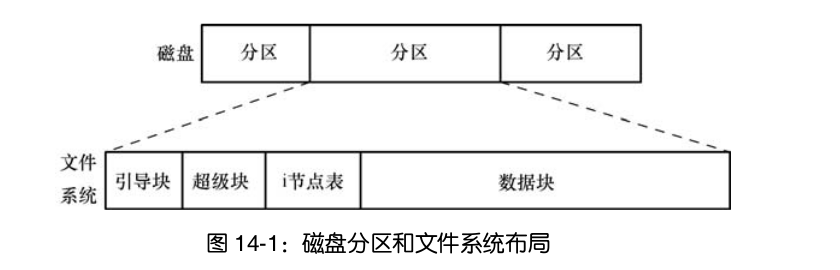 磁盘 分区 分区 分区
文件
系统
引导块 超级块 i节点表 数据块
图 14-1：磁盘分区和文件系统布局